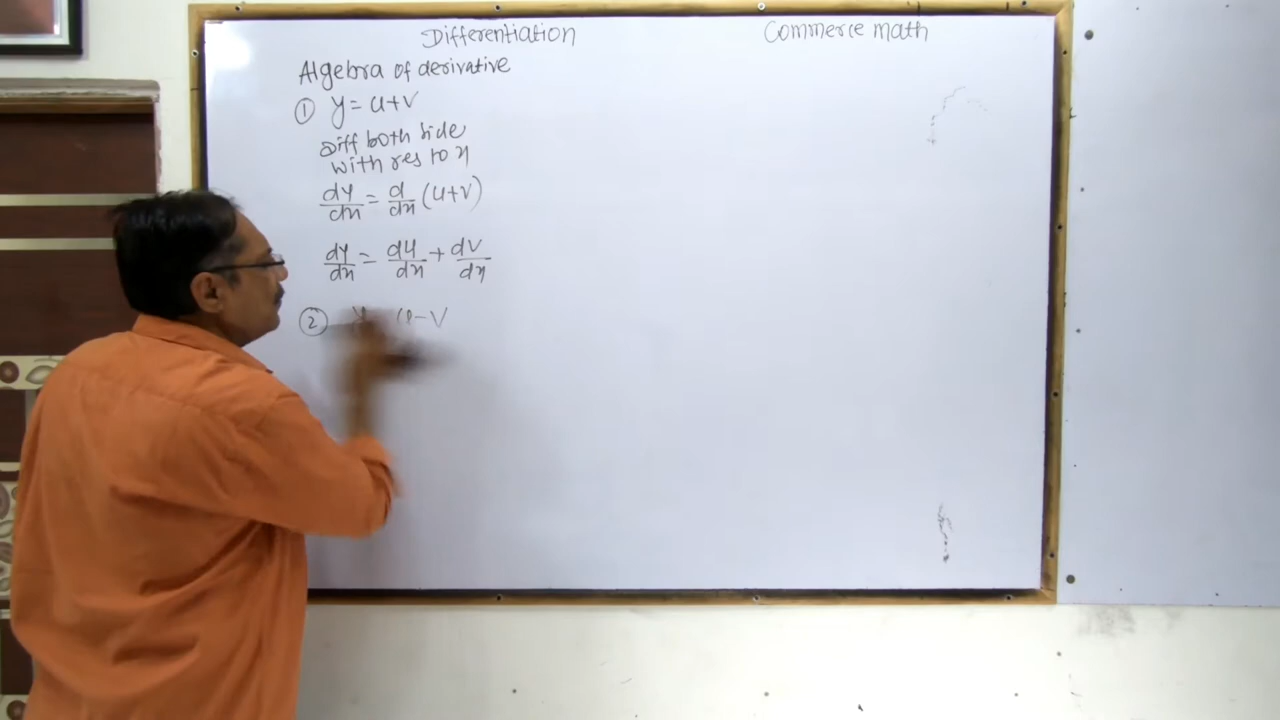 Differentiation Commerce math
Algebra of derivative
① y = u+v
Diff both side
with res to x
dy/dx = d/dx (u+v)
dy/dx = du/dx + dv/dx
② u-v